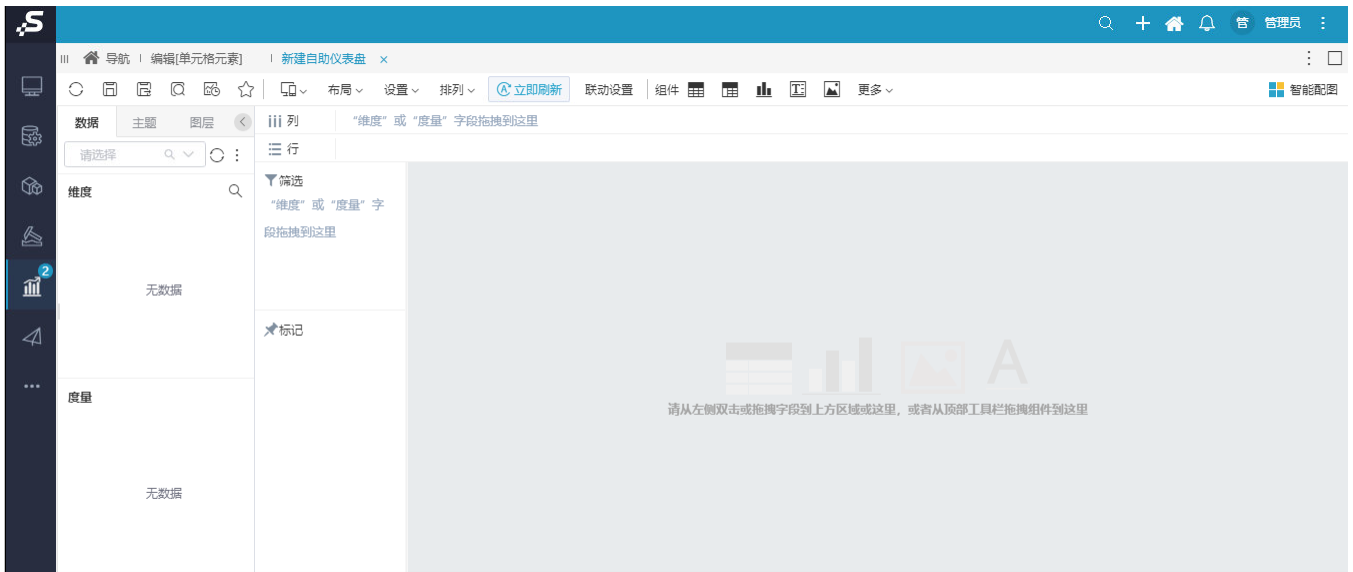 S
管 管理员
导航 编辑[单元格元素] 新建自助仪表盘 ×
布局 设置 排列 立即刷新 联动设置 组件 更多 智能配图
数据 主题 图层 列 “维度”或“度量”字段拖拽到这里
请选择 行
维度 筛选
“维度”或“度量”字
段拖拽到这里
2
无数据
标记
度量
请从左侧双击或拖拽字段到上方区域或这里，或者从顶部工具栏拖拽组件到这里
A
无数据